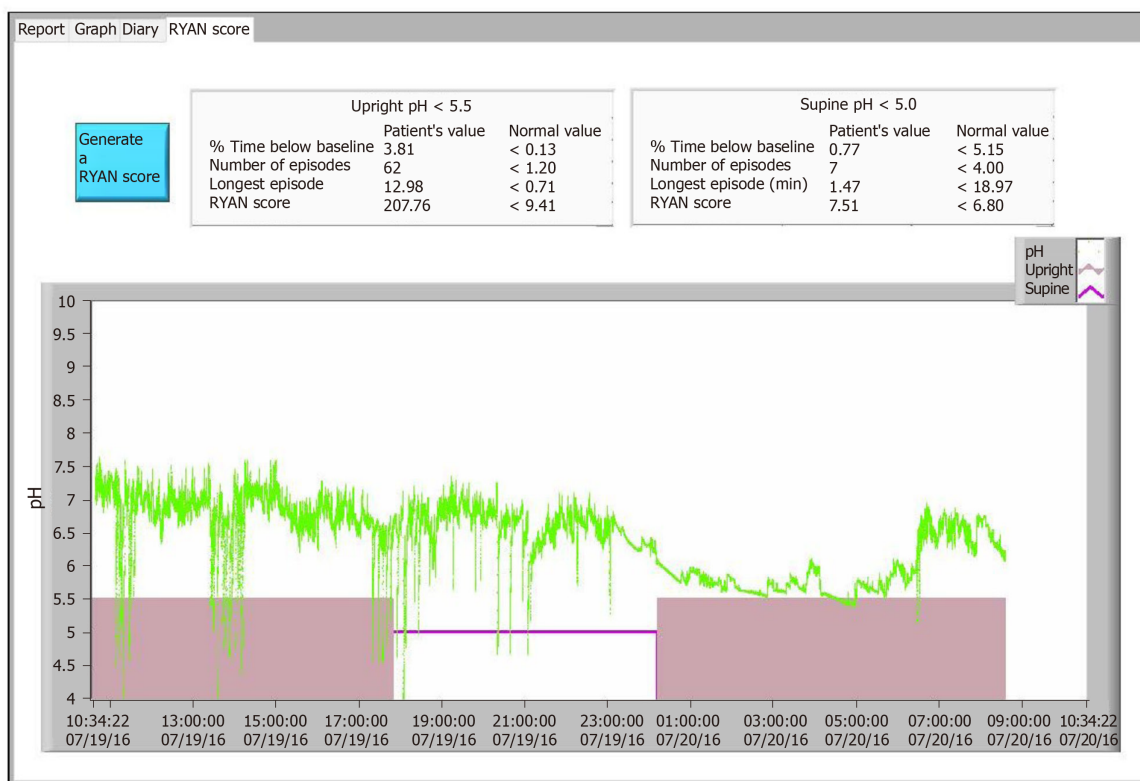 Report Graph Diary RYAN score
Generate
a
RYAN score
Upright pH < 5.5
Patient's value Normal value
% Time below baseline 3.81 < 0.13
Number of episodes 62 < 1.20
Longest episode 12.98 < 0.71
RYAN score 207.76 < 9.41
Supine pH < 5.0
Patient's value Normal value
% Time below baseline 0.77 < 5.15
Number of episodes 7 < 4.00
Longest episode (min) 1.47 < 18.97
RYAN score 7.51 < 6.80
pH
Upright
Supine
pH
10
9.5
9
8.5
8
7.5
7
6.5
6
5.5
5
4.5
4
10:34:22 13:00:00 15:00:00 17:00:00 19:00:00 21:00:00 23:00:00 01:00:00 03:00:00 05:00:00 07:00:00 09:00:00 10:34:22
07/19/16 07/19/16 07/19/16 07/19/16 07/19/16 07/19/16 07/19/16 07/20/16 07/20/16 07/20/16 07/20/16 07/20/16 07/20/16